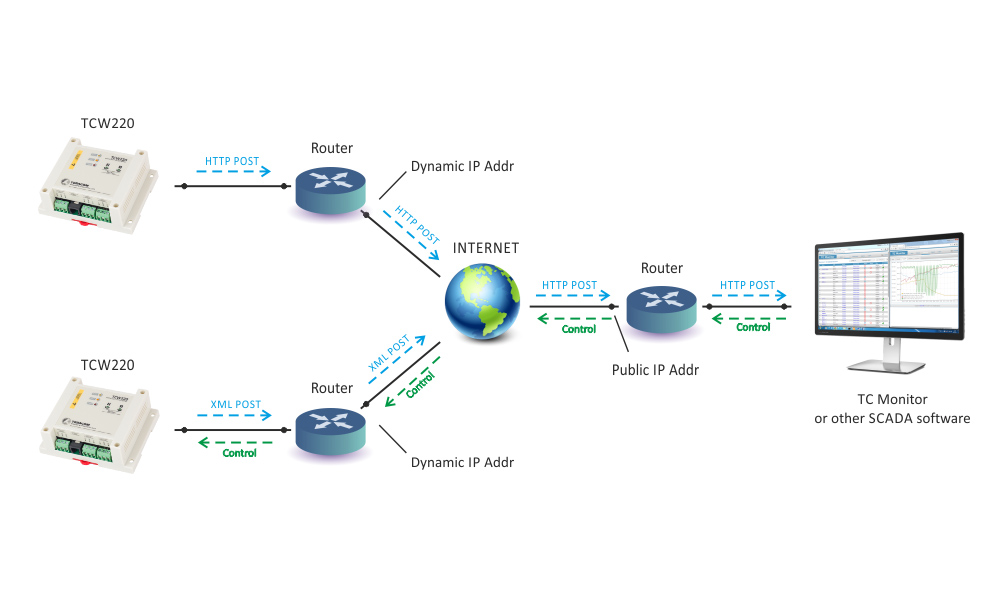 TCW220
HTTP POST
Router
Dynamic IP Addr
HTTP POST
INTERNET
HTTP POST
Control
Router
Public IP Addr
HTTP POST
Control
TC Monitor
or other SCADA software
TCW220
XML POST
Control
Router
XML POST
Control
Dynamic IP Addr